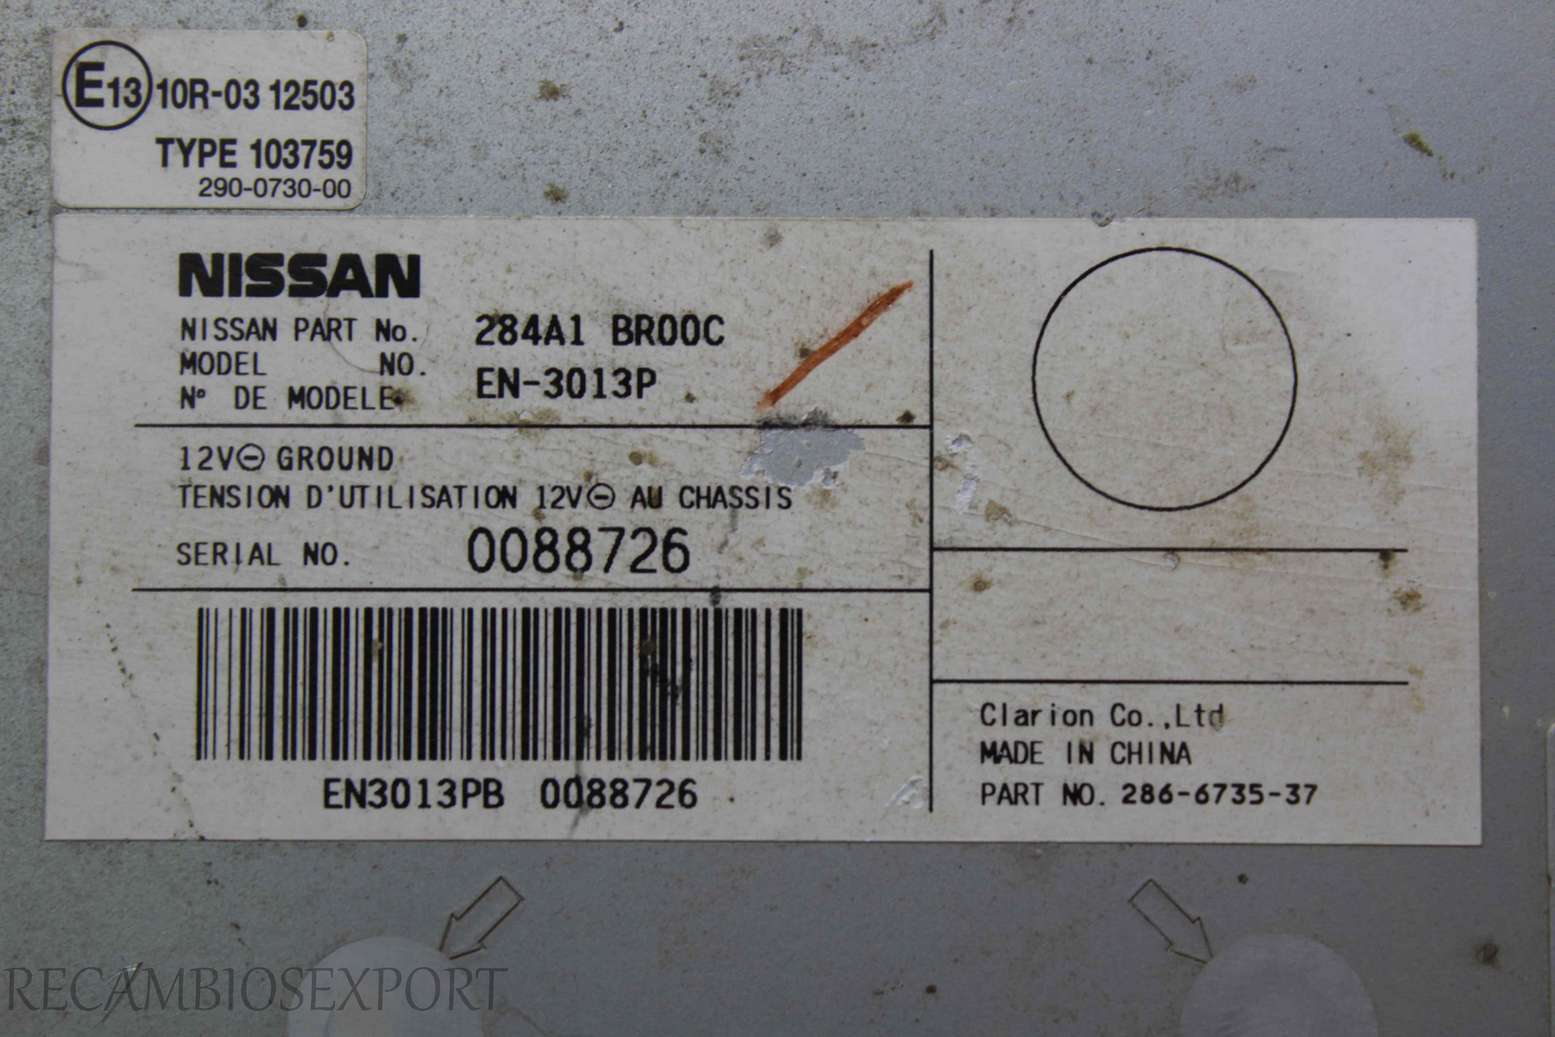 E13 10R-03 12503
TYPE 103759
290-0730-00
NISSAN
NISSAN PART No. 284A1 BR00C
MODEL NO. EN-3013P
N° DE MODELE
12V⊖ GROUND
TENSION D'UTILISATION 12V⊖ AU CHASSIS
SERIAL NO. 0088726
EN3013PB 0088726
Clarion Co.,Ltd
MADE IN CHINA
PART NO. 286-6735-37
RECAMBIOSEXPORT